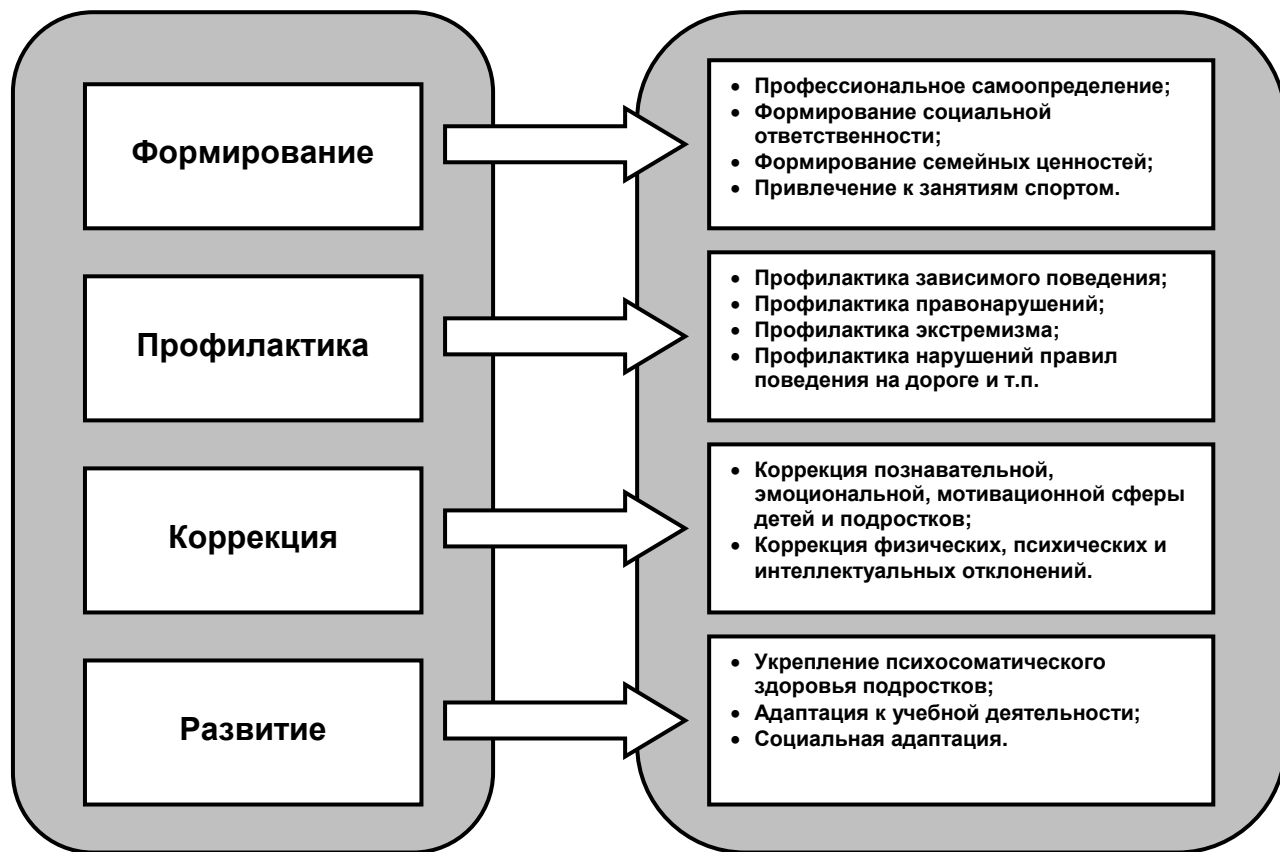 Формирование
• Профессиональное самоопределение;
• Формирование социальной
ответственности;
• Формирование семейных ценностей;
• Привлечение к занятиям спортом.
Профилактика
• Профилактика зависимого поведения;
• Профилактика правонарушений;
• Профилактика экстремизма;
• Профилактика нарушений правил
поведения на дороге и т.п.
Коррекция
• Коррекция познавательной,
эмоциональной, мотивационной сферы
детей и подростков;
• Коррекция физических, психических и
интеллектуальных отклонений.
Развитие
• Укрепление психосоматического
здоровья подростков;
• Адаптация к учебной деятельности;
• Социальная адаптация.